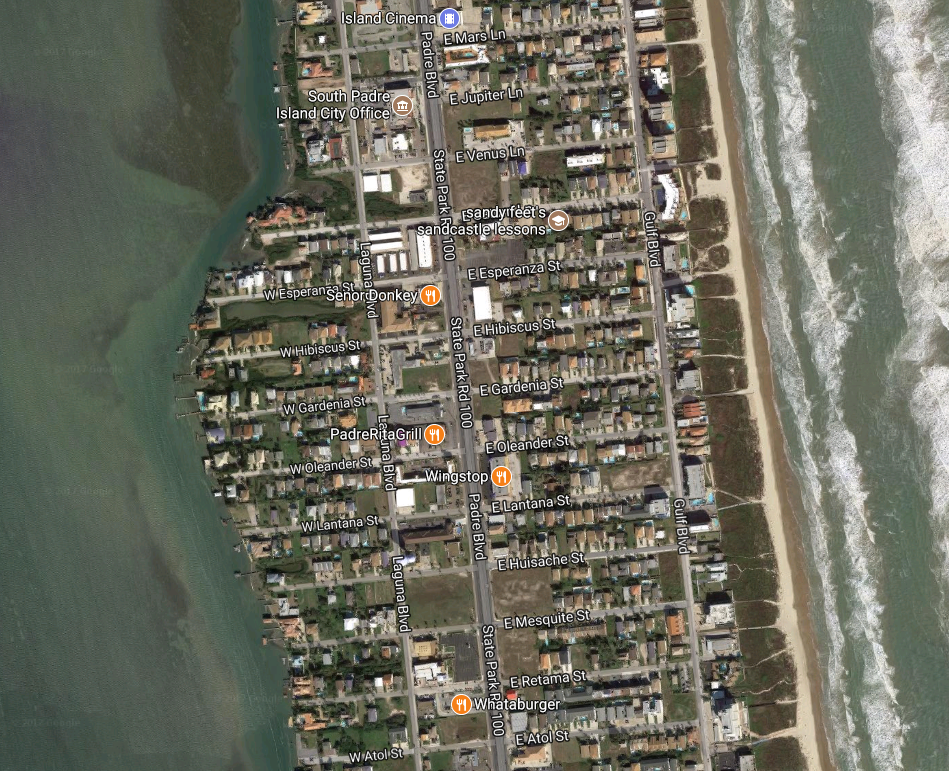 Island Cinema
E Mars Ln
Padre Blvd
South Padre
Island City Office
E Jupiter Ln
E Venus Ln
State Park Rd 100
sandy feet's
sandcastle lessons
Gulf Blvd
Laguna Blvd
E Esperanza St
W Esperanza St
Senor Donkey
State Park Rd 100
E Hibiscus St
W Hibiscus St
E Gardenia St
W Gardenia St
Laguna Blvd
PadreRitaGrill
E Oleander St
W Oleander St
Wingstop
E Lantana St
W Lantana St
Padre Blvd
Gulf Blvd
E Huisache St
Laguna Blvd
E Mesquite St
State Park Rd 100
E Retama St
Whataburger
E Atol St
W Atol St